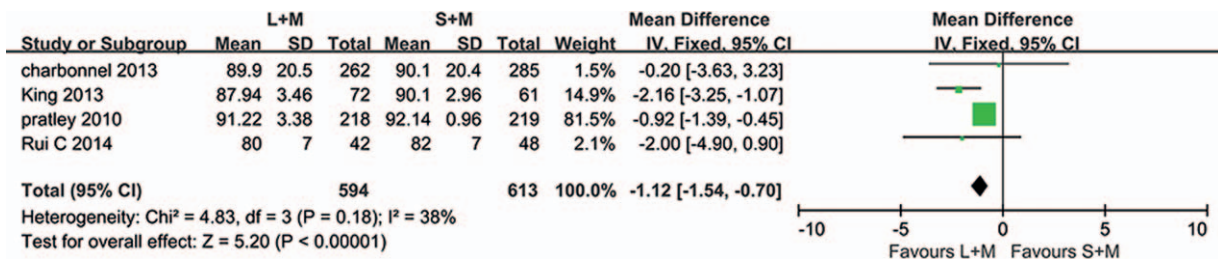 L+M S+M Mean Difference Mean Difference
Study or Subgroup Mean SD Total Mean SD Total Weight IV, Fixed, 95% CI IV, Fixed, 95% CI
charbonnel 2013 89.9 20.5 262 90.1 20.4 285 1.5% -0.20 [-3.63, 3.23]
King 2013 87.94 3.46 72 90.1 2.96 61 14.9% -2.16 [-3.25, -1.07]
pratley 2010 91.22 3.38 218 92.14 0.96 219 81.5% -0.92 [-1.39, -0.45]
Rui C 2014 80 7 42 82 7 48 2.1% -2.00 [-4.90, 0.90]
Total (95% CI) 594 613 100.0% -1.12 [-1.54, -0.70]
Heterogeneity: Chi² = 4.83, df = 3 (P = 0.18); I² = 38%
Test for overall effect: Z = 5.20 (P < 0.00001)
-10 -5 0 5 10
Favours L+M Favours S+M